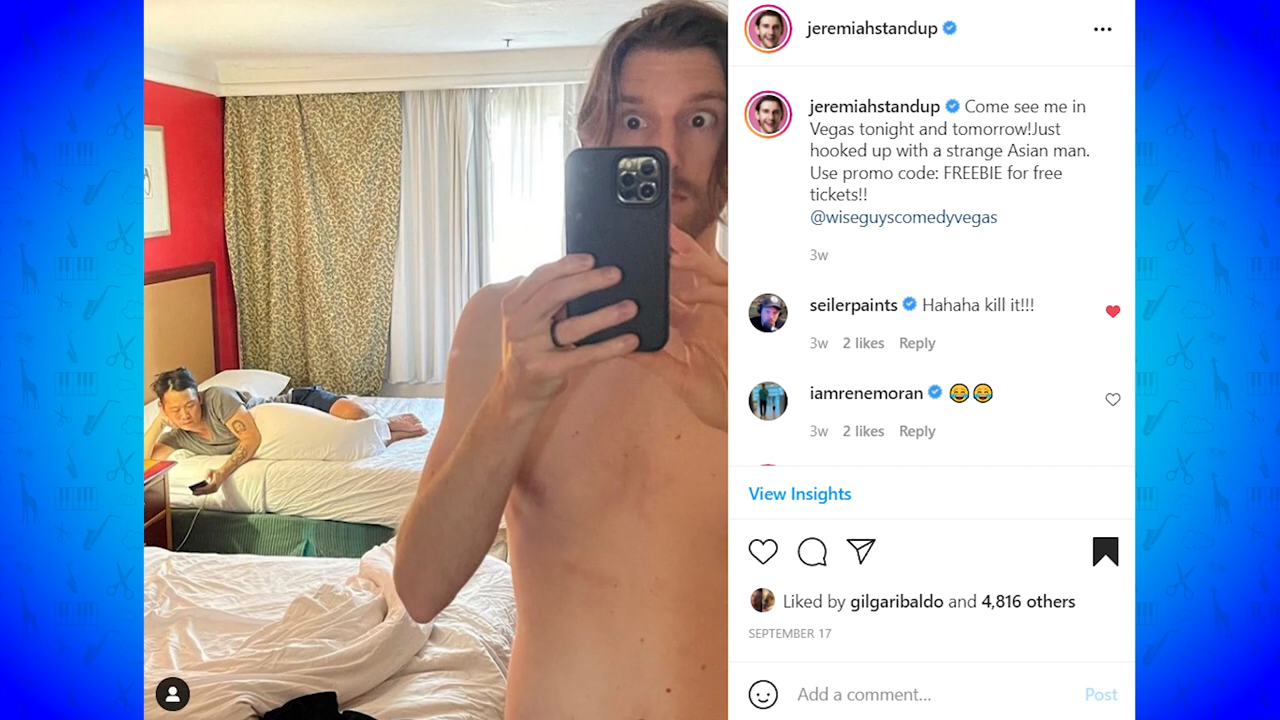 jeremiahstandup
jeremiahstandup Come see me in
Vegas tonight and tomorrow!Just
hooked up with a strange Asian man.
Use promo code: FREEBIE for free
tickets!!
@wiseguyscomedyvegas
3w
seilerpaints Hahaha kill it!!!
3w 2 likes Reply
iamrenemoran 😂😂
3w 2 likes Reply
View Insights
Liked by gilgaribaldo and 4,816 others
SEPTEMBER 17
Add a comment... Post